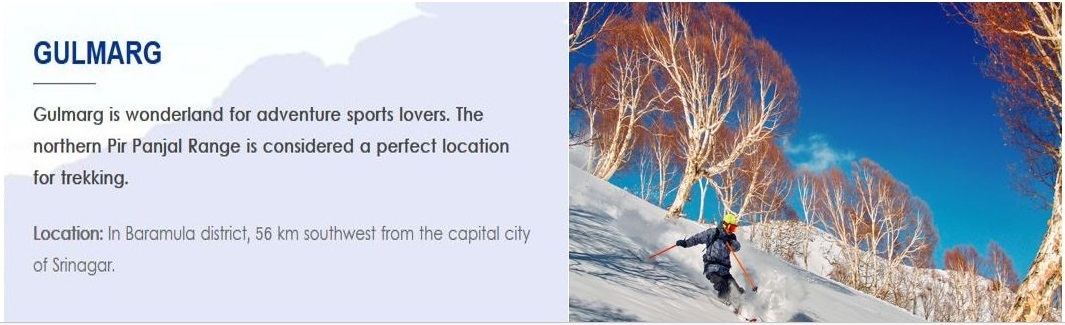 GULMARG
Gulmarg is wonderland for adventure sports lovers. The
northern Pir Panjal Range is considered a perfect location
for trekking.
Location: In Baramula district, 56 km southwest from the capital city
of Srinagar.